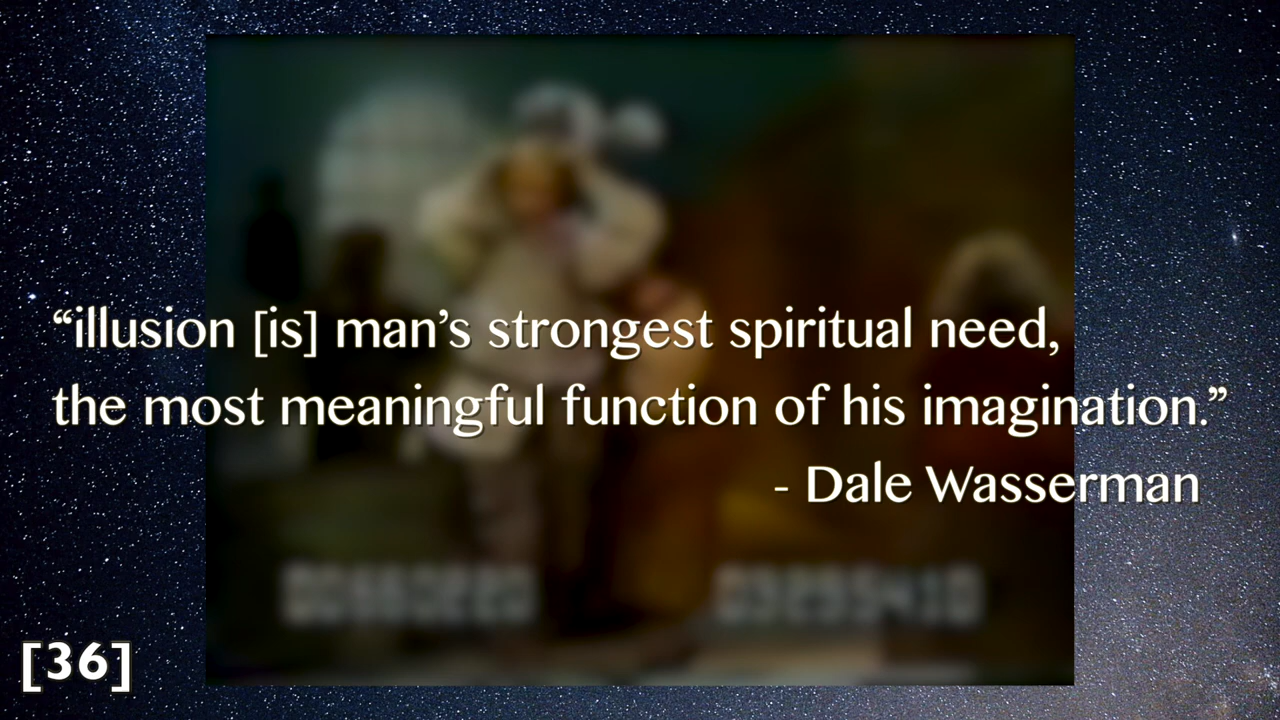 “illusion [is] man’s strongest spiritual need,
the most meaningful function of his imagination.”
- Dale Wasserman
[36]